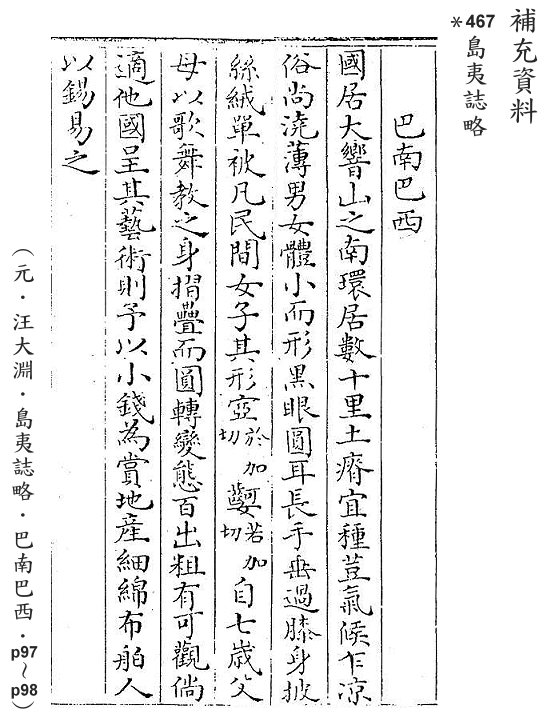 補充資料
＊467島夷誌略
巴南巴西
國居大響山之南環居數十里土瘠宜種荳氣候乍凉
俗尚澆薄男女體小而形黑眼圓耳長手垂過膝身披
絲絨單被凡民間女子其形㰳於加切𪘬若加切自七歲父
母以歌舞教之身摺疊而圓轉變態百出粗有可觀倘
適他國呈其藝術則予以小錢為賞地產細綿布舶人
以錫易之
（元・汪大淵・島夷誌略・巴南巴西・p97～p98）